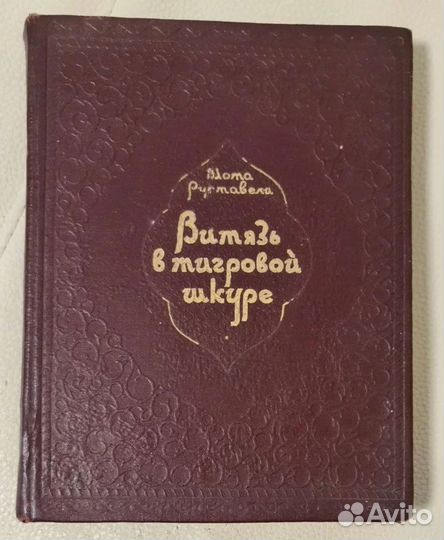 Шота
Руставели
Витязь
в тигровой
шкуре
Avito